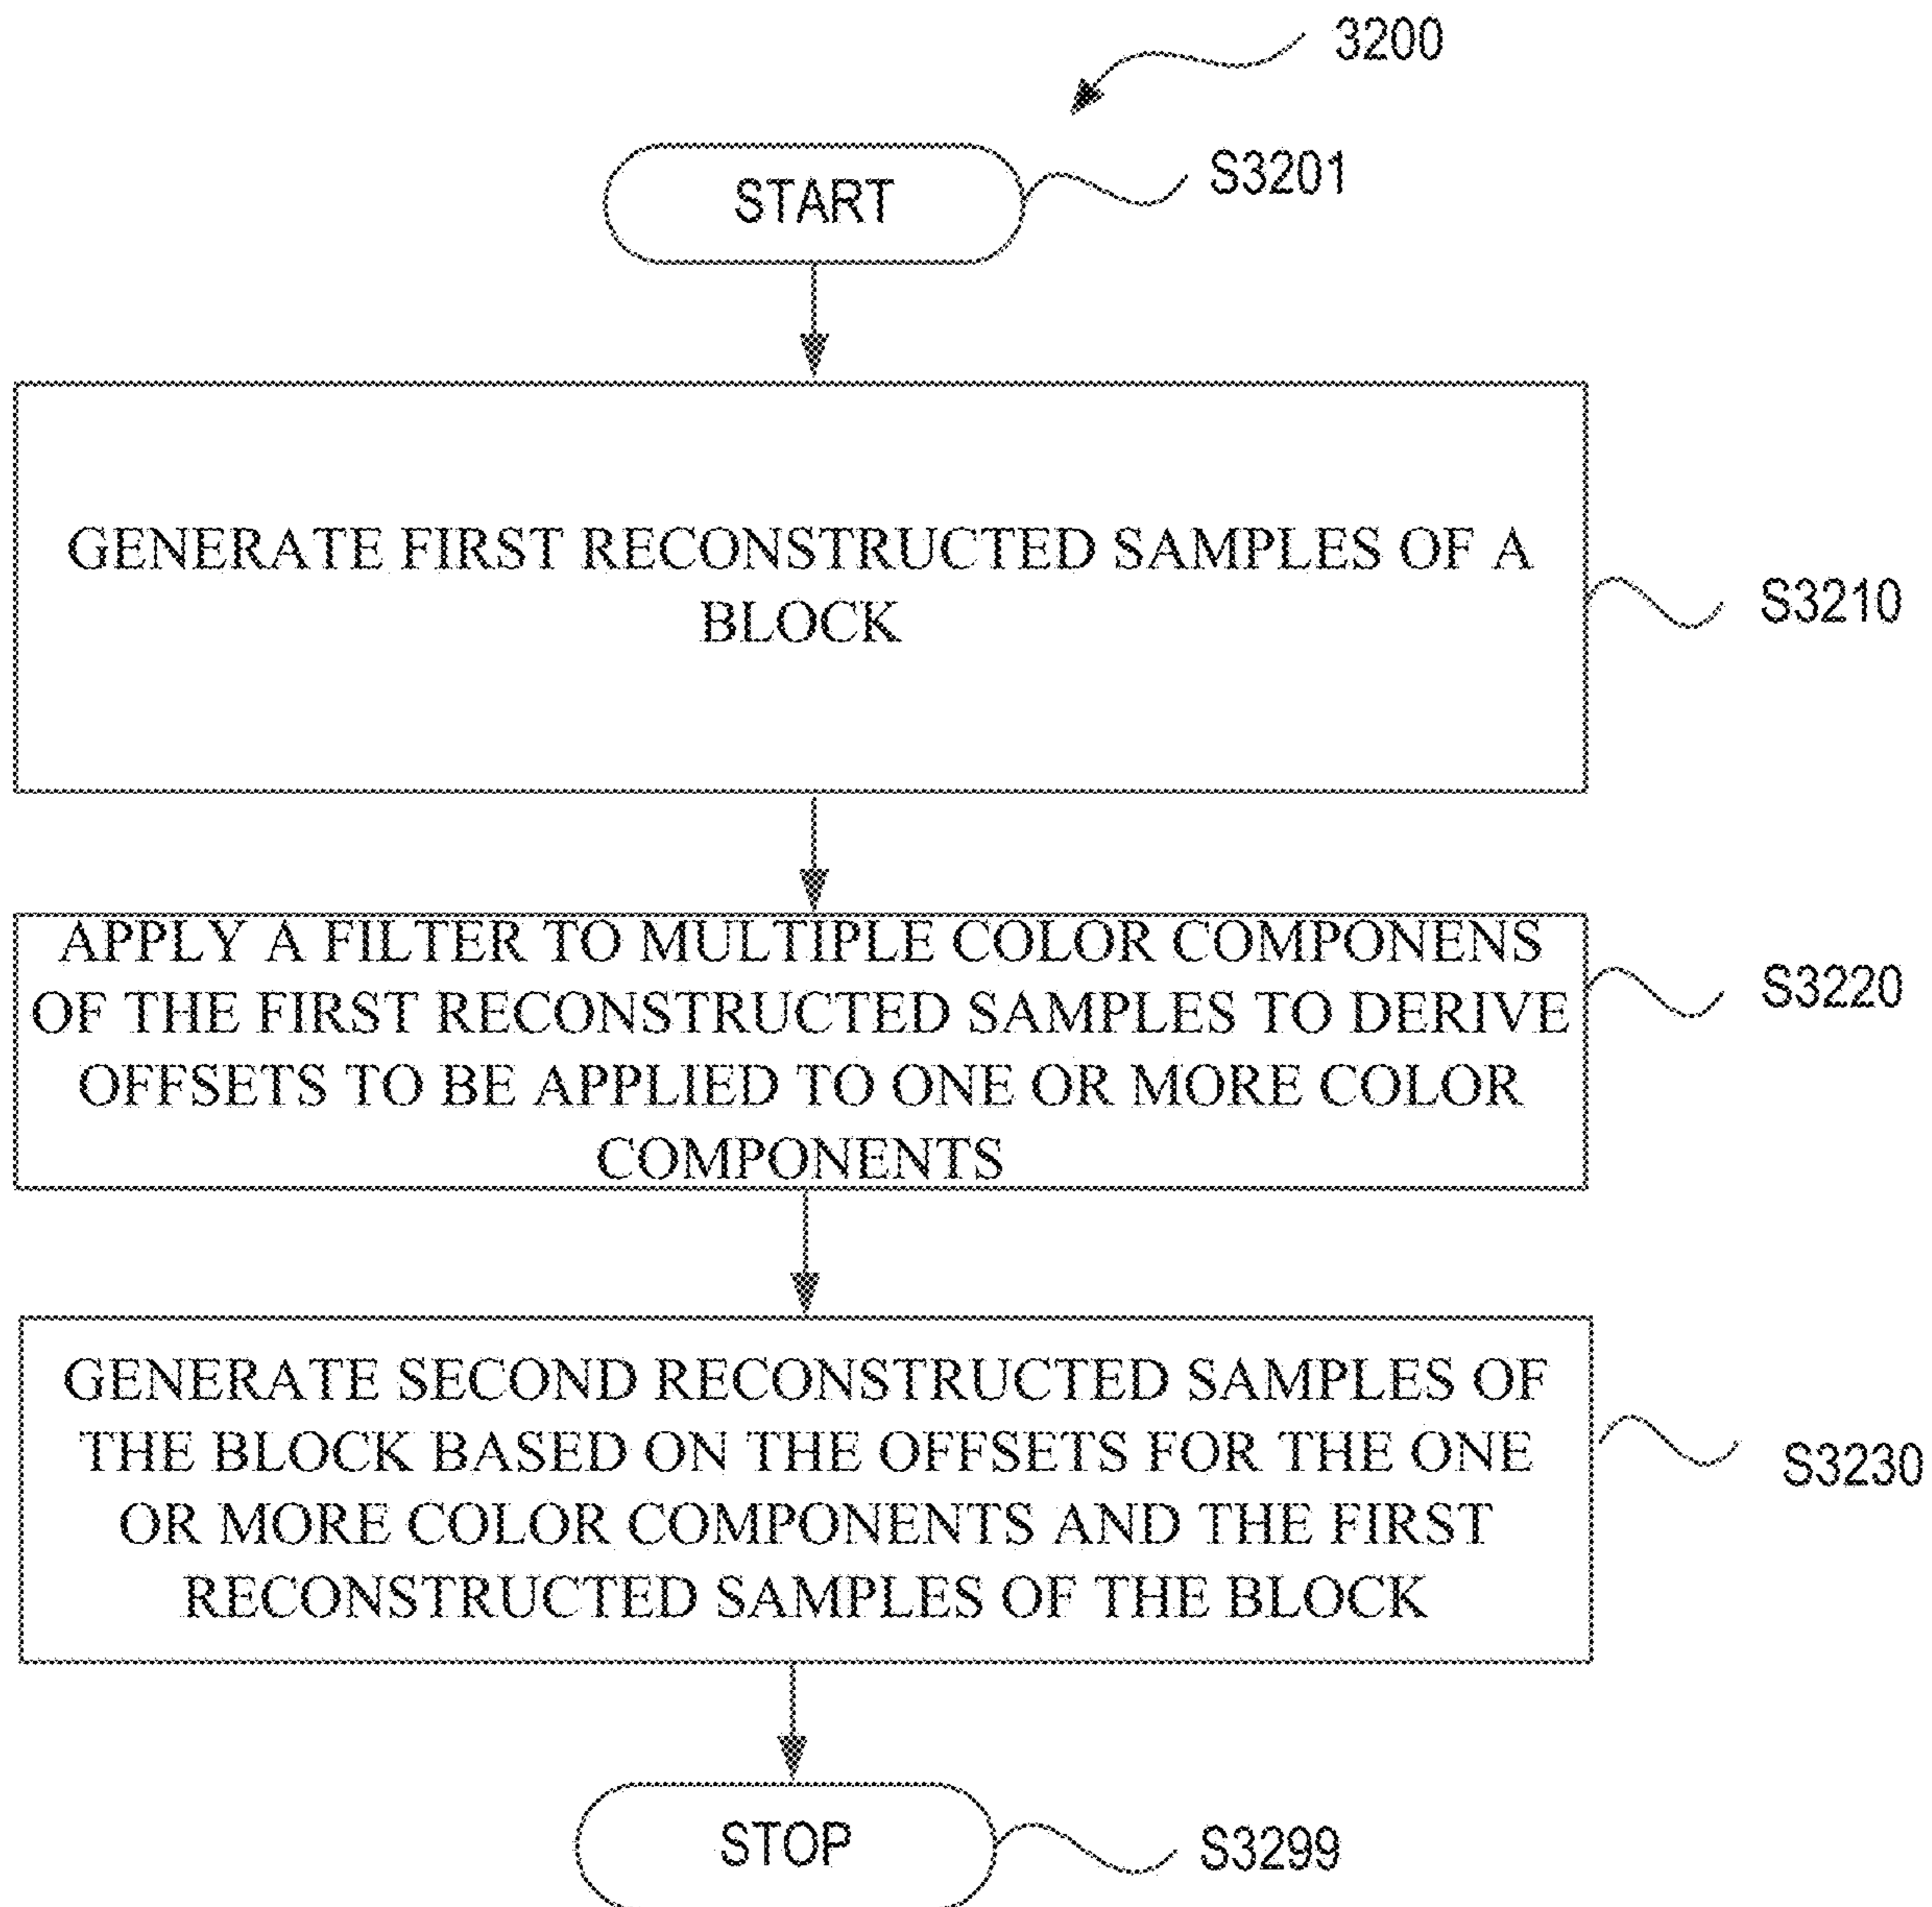 3200
START
S3201
GENERATE FIRST RECONSTRUCTED SAMPLES OF A
BLOCK
S3210
APPLY A FILTER TO MULTIPLE COLOR COMPONENS
OF THE FIRST RECONSTRUCTED SAMPLES TO DERIVE
OFFSETS TO BE APPLIED TO ONE OR MORE COLOR
COMPONENTS
S3220
GENERATE SECOND RECONSTRUCTED SAMPLES OF
THE BLOCK BASED ON THE OFFSETS FOR THE ONE
OR MORE COLOR COMPONENTS AND THE FIRST
RECONSTRUCTED SAMPLES OF THE BLOCK
S3230
STOP
S3299